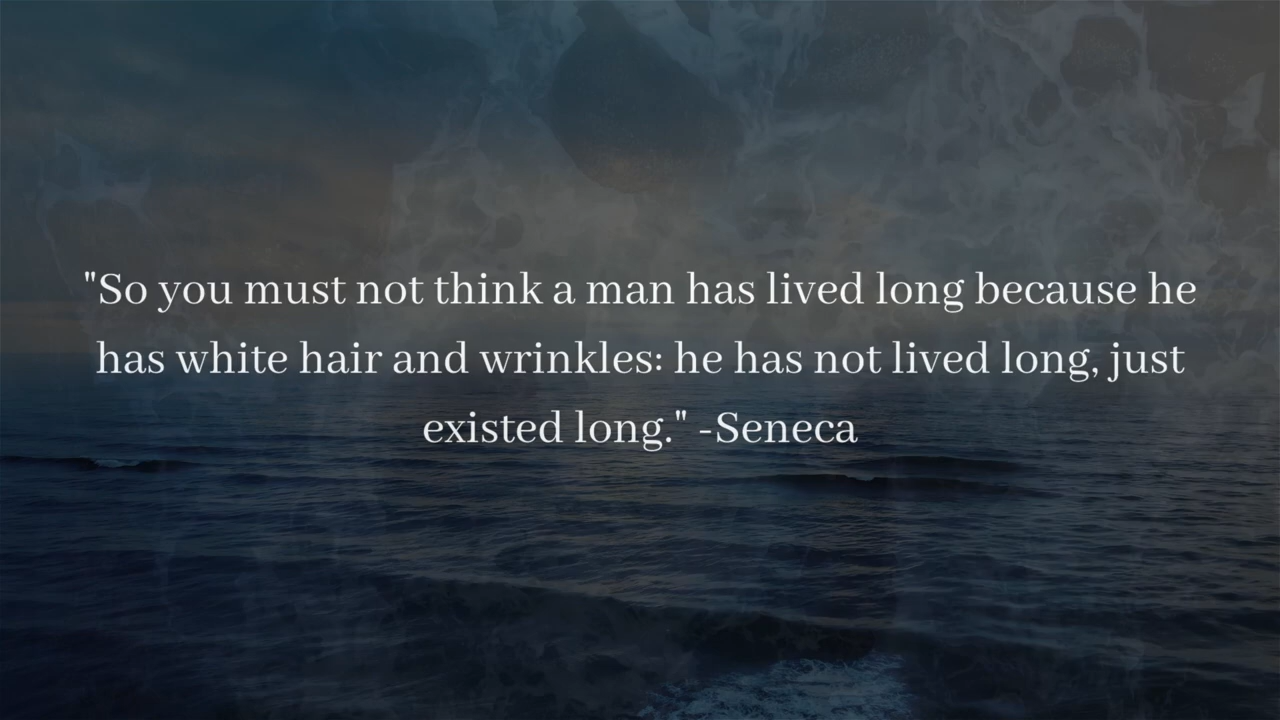 "So you must not think a man has lived long because he
has white hair and wrinkles: he has not lived long, just
existed long." -Seneca